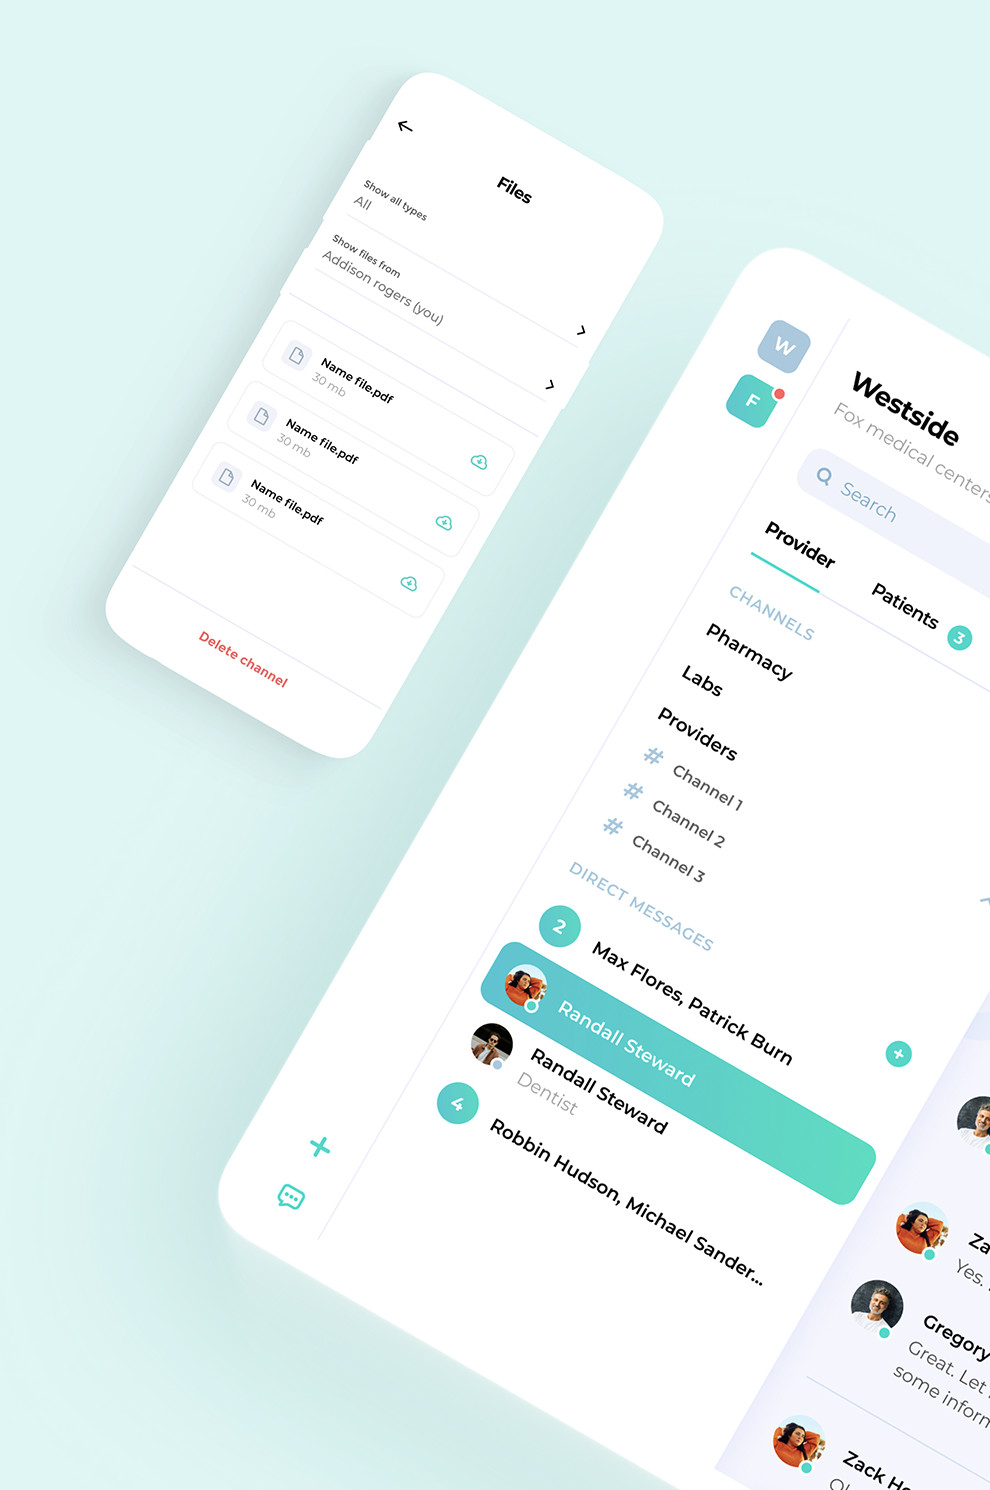 Files
Show all types
All
Show files from
Addison rogers (you)
Name file.pdf
30 mb
Name file.pdf
30 mb
Name file.pdf
30 mb
Delete channel
W
F
Westside
Fox medical centers
Search
Provider
Patients 3
CHANNELS
Pharmacy
Labs
Providers
# Channel 1
# Channel 2
# Channel 3
DIRECT MESSAGES
2 Max Flores, Patrick Burn
Randall Steward
Randall Steward
Dentist
4 Robbin Hudson, Michael Sander...
Za
Yes.
Gregory
Great. Let
some inform
Zack Ho